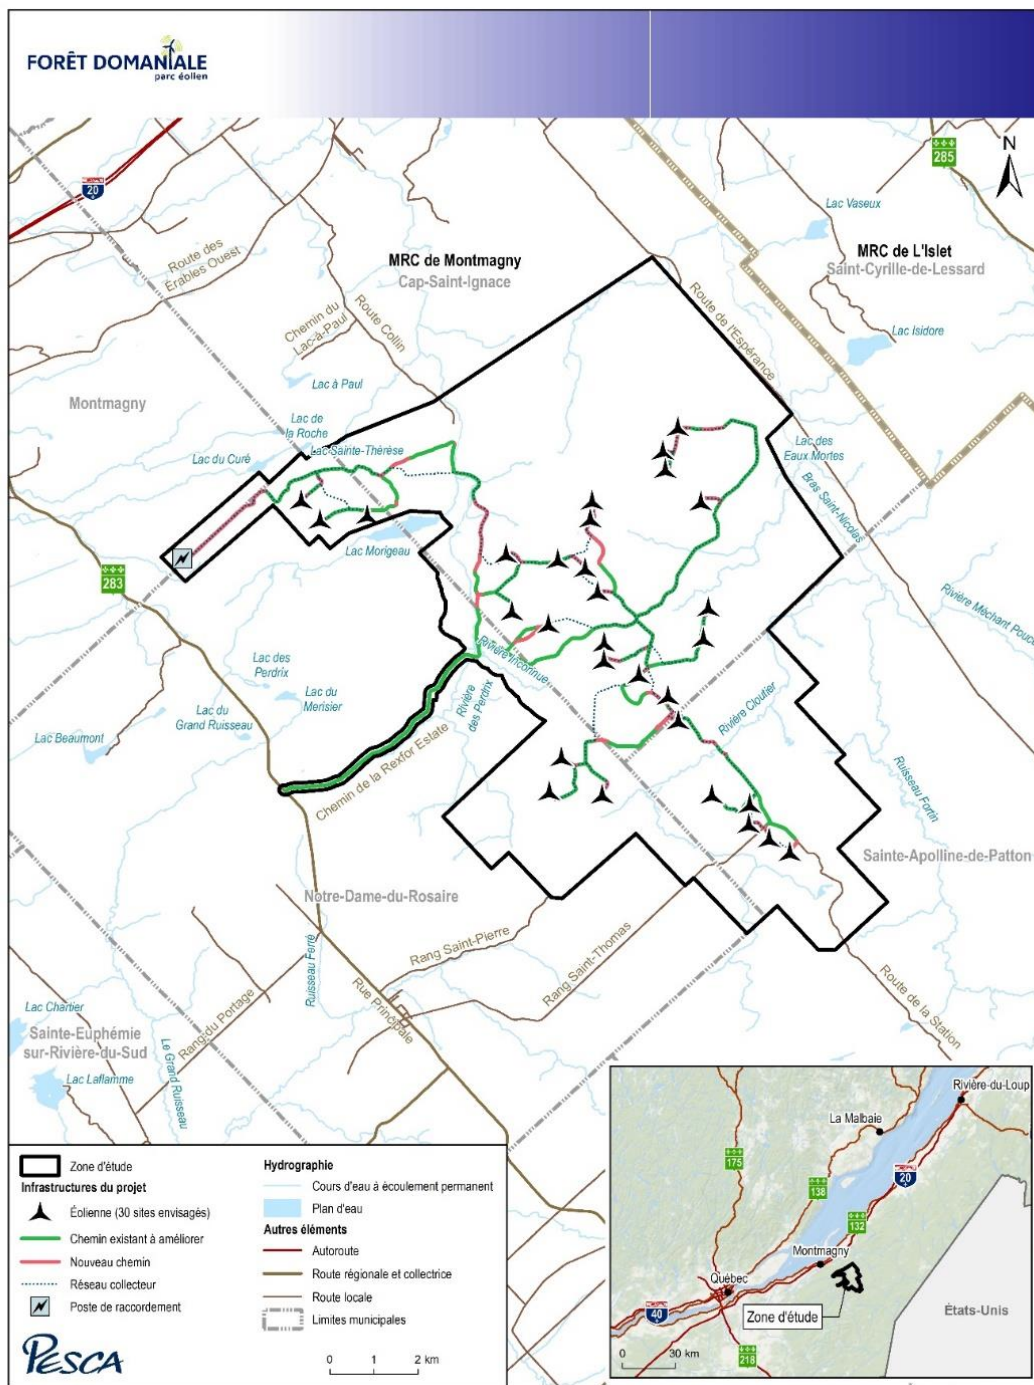 FORÊT DOMANIALE
parc éolien
20
285
N
Lac Vaseux
MRC de Montmagny
Cap-Saint-Ignace
MRC de L'Islet
Saint-Cyrille-de-Lessard
Route des
Érables Ouest
Chemin du
Lac-à-Paul
Route Collin
Route de l'Espérance
Lac Isidore
Lac à Paul
Montmagny
Lac de
la Roche
Lac Sainte-Thérèse
Lac du Curé
Lac des
Eaux Mortes
Bras Saint-Nicolas
Lac Morigeau
283
Rivière Méchant Pouce
Rivière Inconnue
Lac des
Perdrix
Lac du
Merisier
Lac du
Grand Ruisseau
Lac Beaumont
Rivière
des Perdrix
Rivière Cloutier
Chemin de la Rexfor Estate
Ruisseau Fortin
Sainte-Apolline-de-Patton
Notre-Dame-du-Rosaire
Rang Saint-Pierre
Rang Saint-Thomas
Ruisseau Ferré
Rue Principale
Route de la Station
Rang du Portage
Lac Chartier
Sainte-Euphémie
sur-Rivière-du-Sud
Lac Laflamme
Le Grand Ruisseau
Zone d'étude
Infrastructures du projet
Éolienne (30 sites envisagés)
Chemin existant à améliorer
Nouveau chemin
Réseau collecteur
Poste de raccordement
PESCA
Hydrographie
Cours d'eau à écoulement permanent
Plan d'eau
Autres éléments
Autoroute
Route régionale et collectrice
Route locale
Limites municipales
0 1 2 km
Rivière-du-Loup
La Malbaie
175
20
138
132
Montmagny
Québec
40
Zone d'étude
États-Unis
218
0 30 km